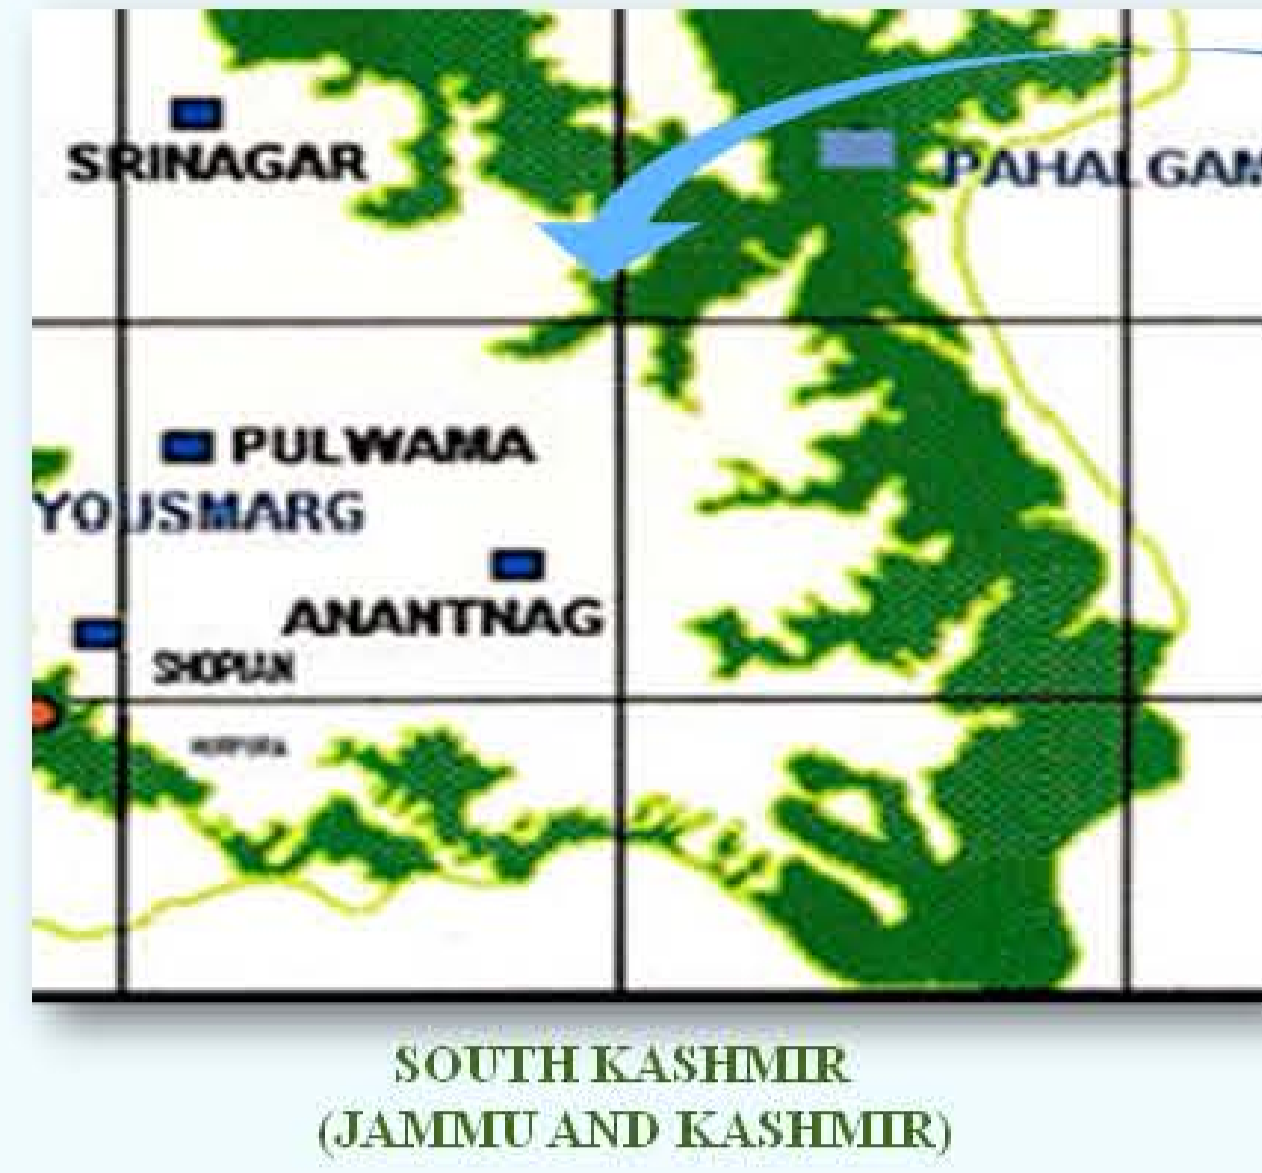 SRINAGAR
PAHALGAM
PULWAMA
YOUSMARG
ANANTNAG
SHOPIAN
SOUTH KASHMIR
(JAMMU AND KASHMIR)